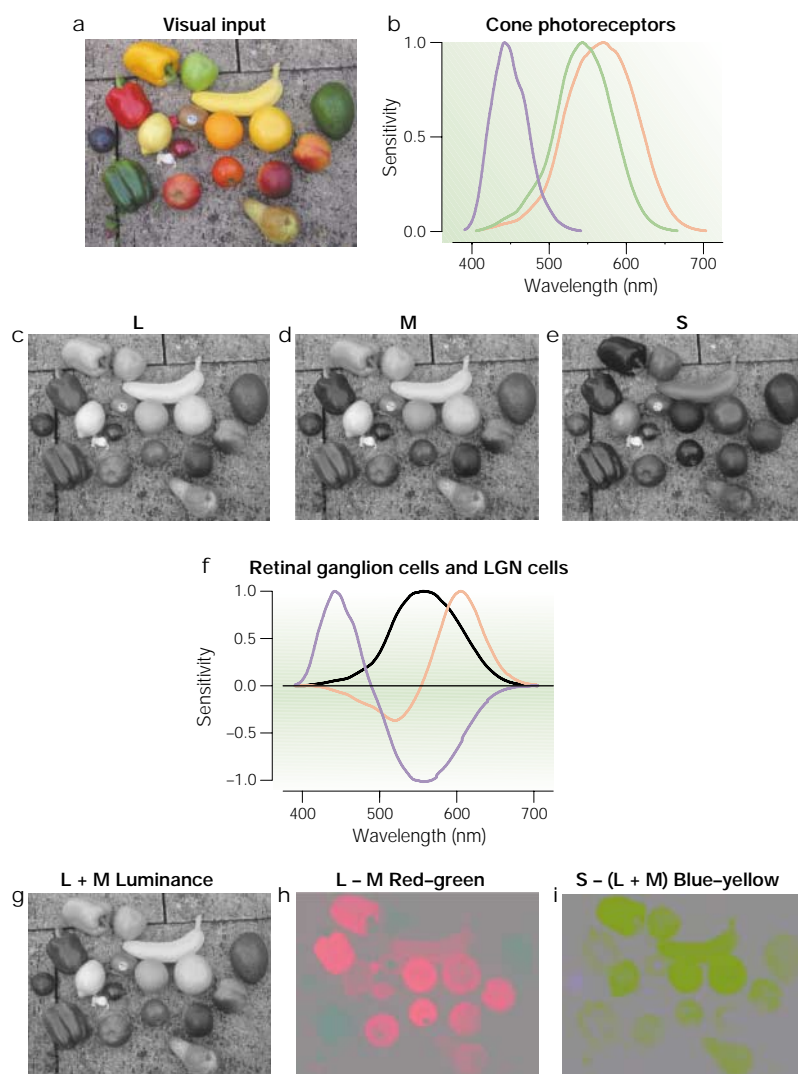 a Visual input
b Cone photoreceptors
1.0
0.5
0.0
Sensitivity
400 500 600 700
Wavelength (nm)
c L
d M
e S
f Retinal ganglion cells and LGN cells
1.0
0.5
0.0
−0.5
−1.0
Sensitivity
400 500 600 700
Wavelength (nm)
g L + M Luminance
h L – M Red–green
i S – (L + M) Blue–yellow